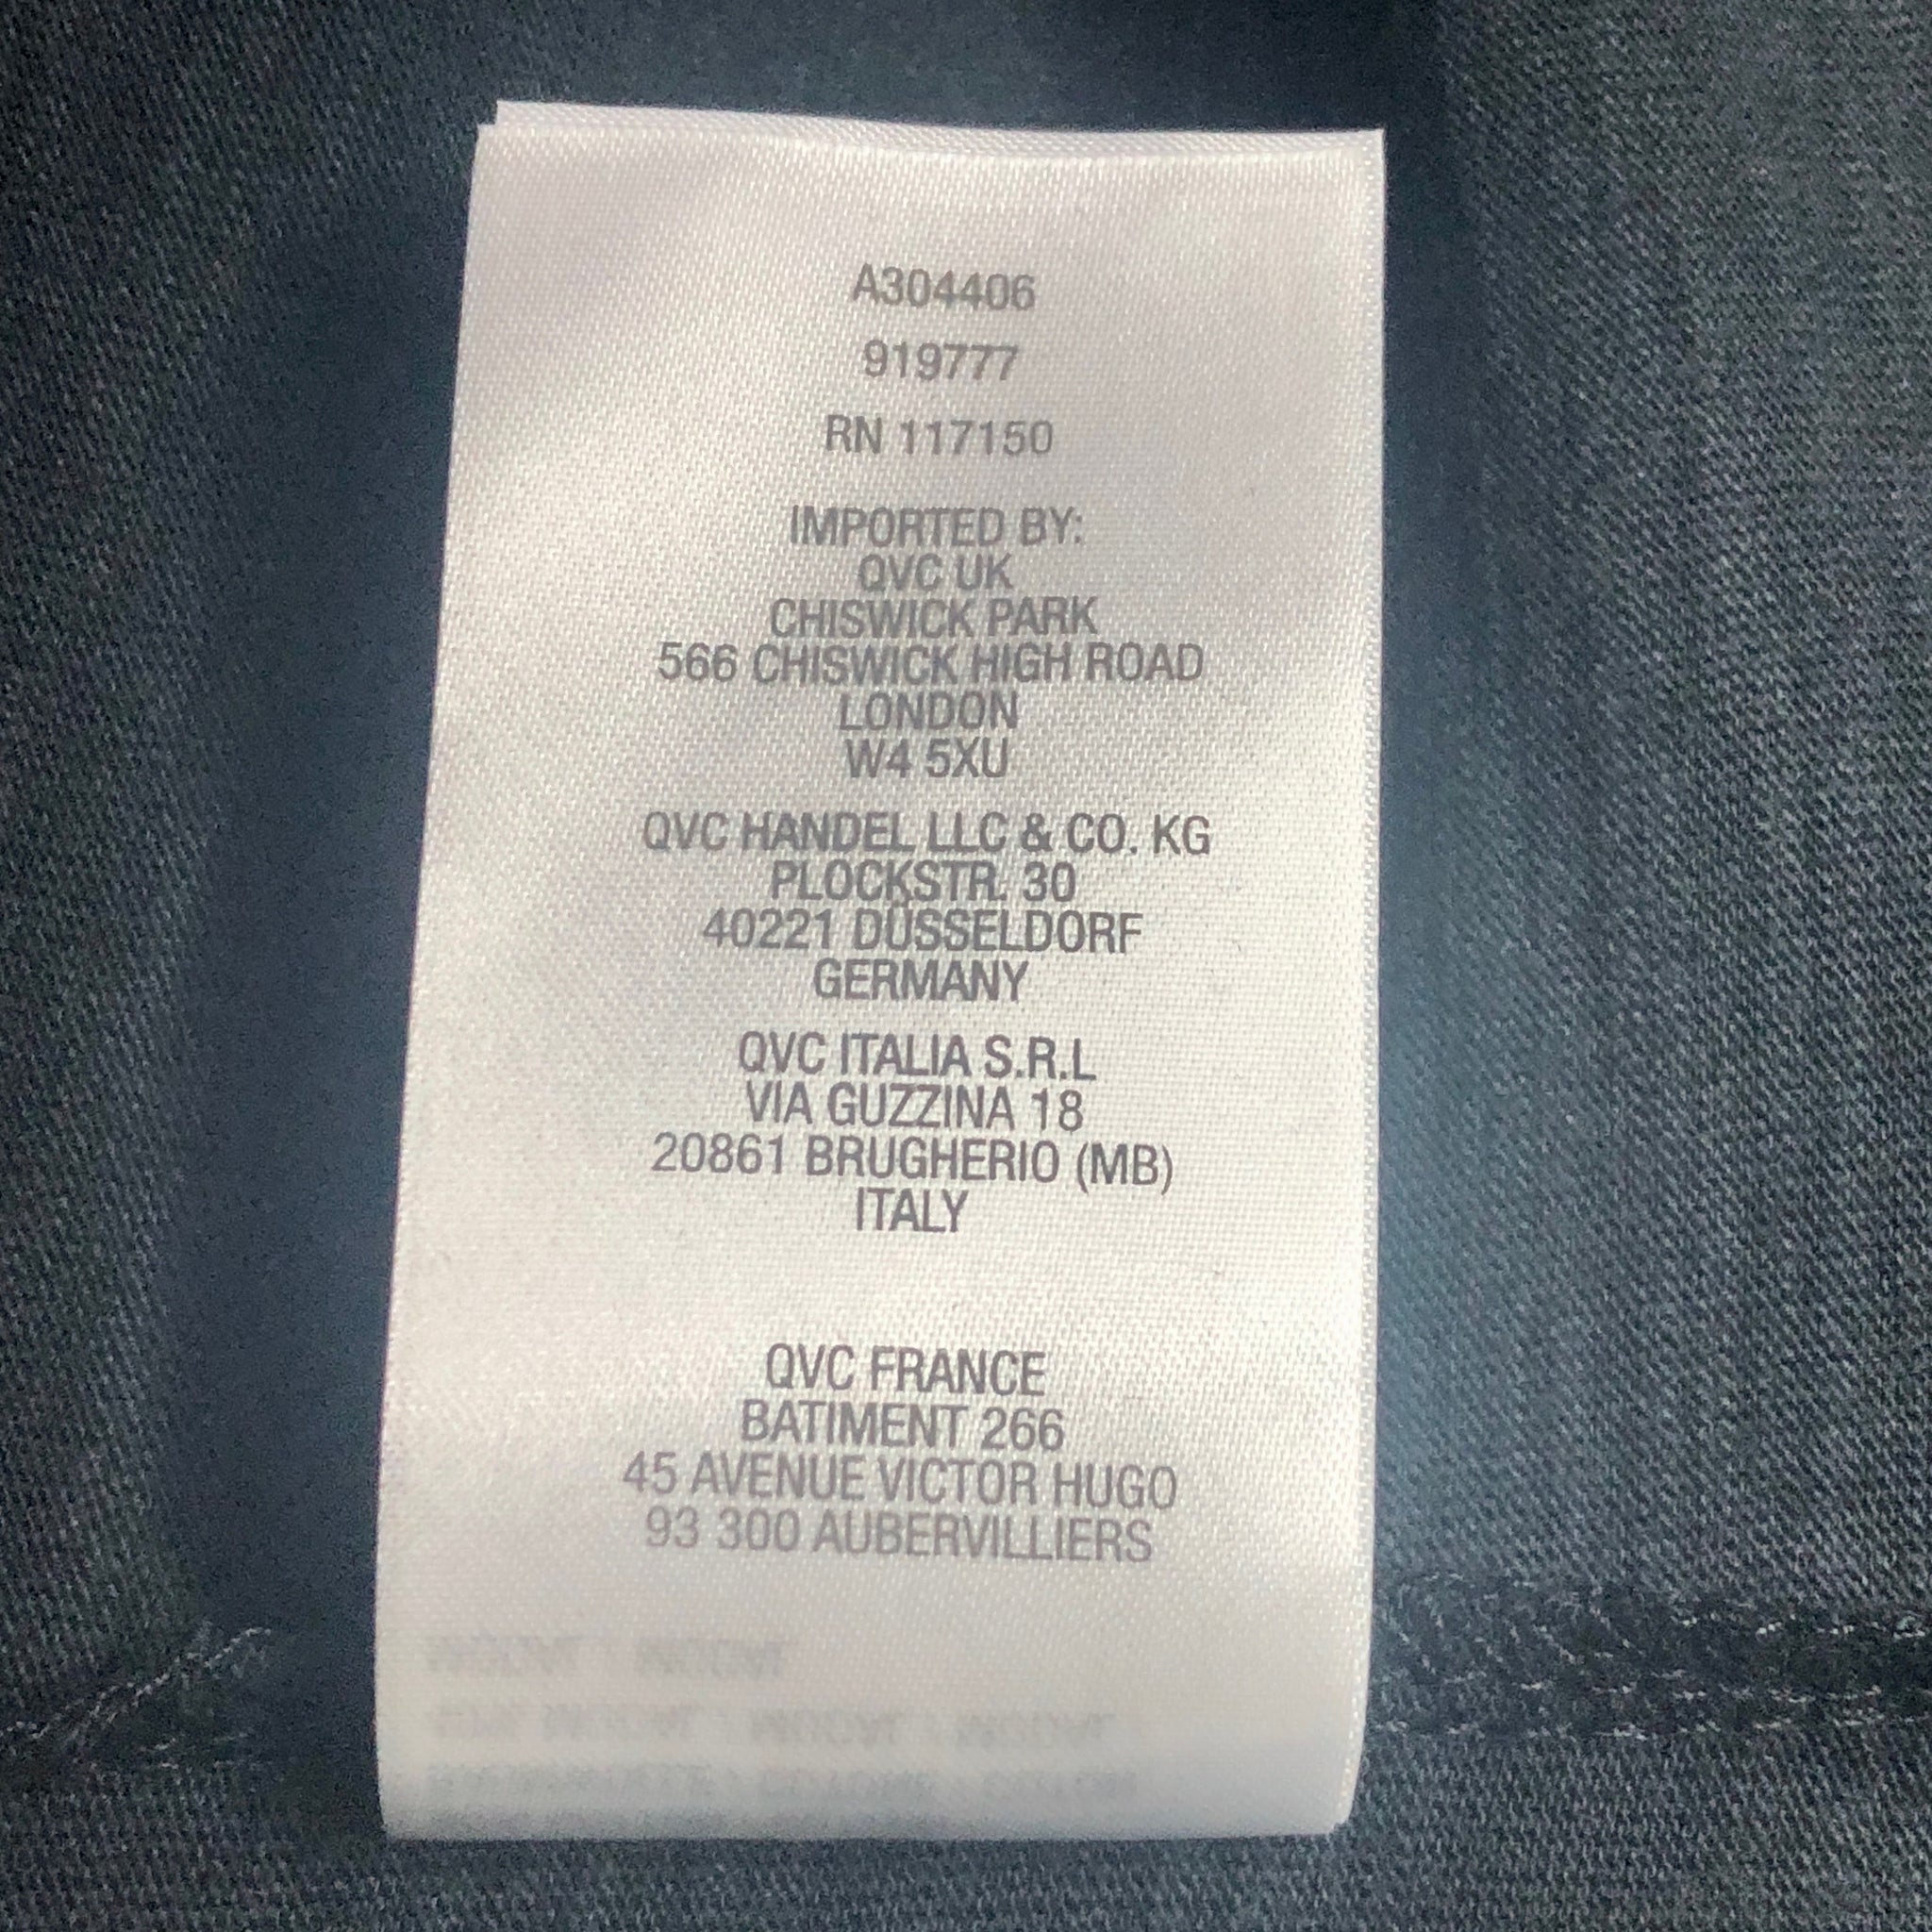 A304406
919777
RN 117150
IMPORTED BY:
QVC UK
CHISWICK PARK
566 CHISWICK HIGH ROAD
LONDON
W4 5XU
QVC HANDEL LLC & CO. KG
PLOCKSTR. 30
40221 DÜSSELDORF
GERMANY
QVC ITALIA S.R.L
VIA GUZZINA 18
20861 BRUGHERIO (MB)
ITALY
QVC FRANCE
BATIMENT 266
45 AVENUE VICTOR HUGO
93 300 AUBERVILLIERS